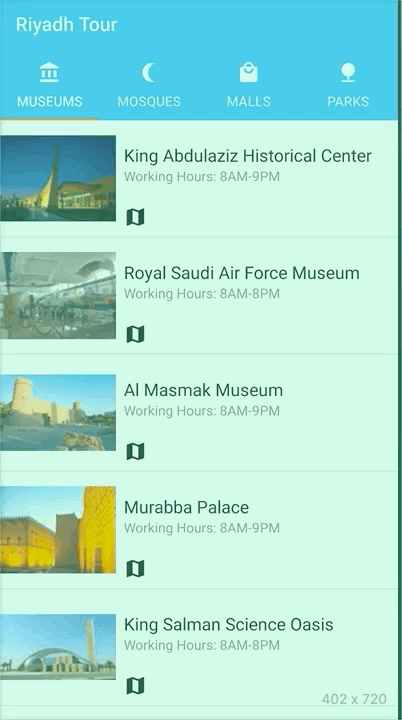 Riyadh Tour
MUSEUMS
MOSQUES
MALLS
PARKS
King Abdulaziz Historical Center
Working Hours: 8AM-9PM
Royal Saudi Air Force Museum
Working Hours: 8AM-8PM
Al Masmak Museum
Working Hours: 8AM-9PM
Murabba Palace
Working Hours: 8AM-9PM
King Salman Science Oasis
Working Hours: 8AM-8PM
402 x 720